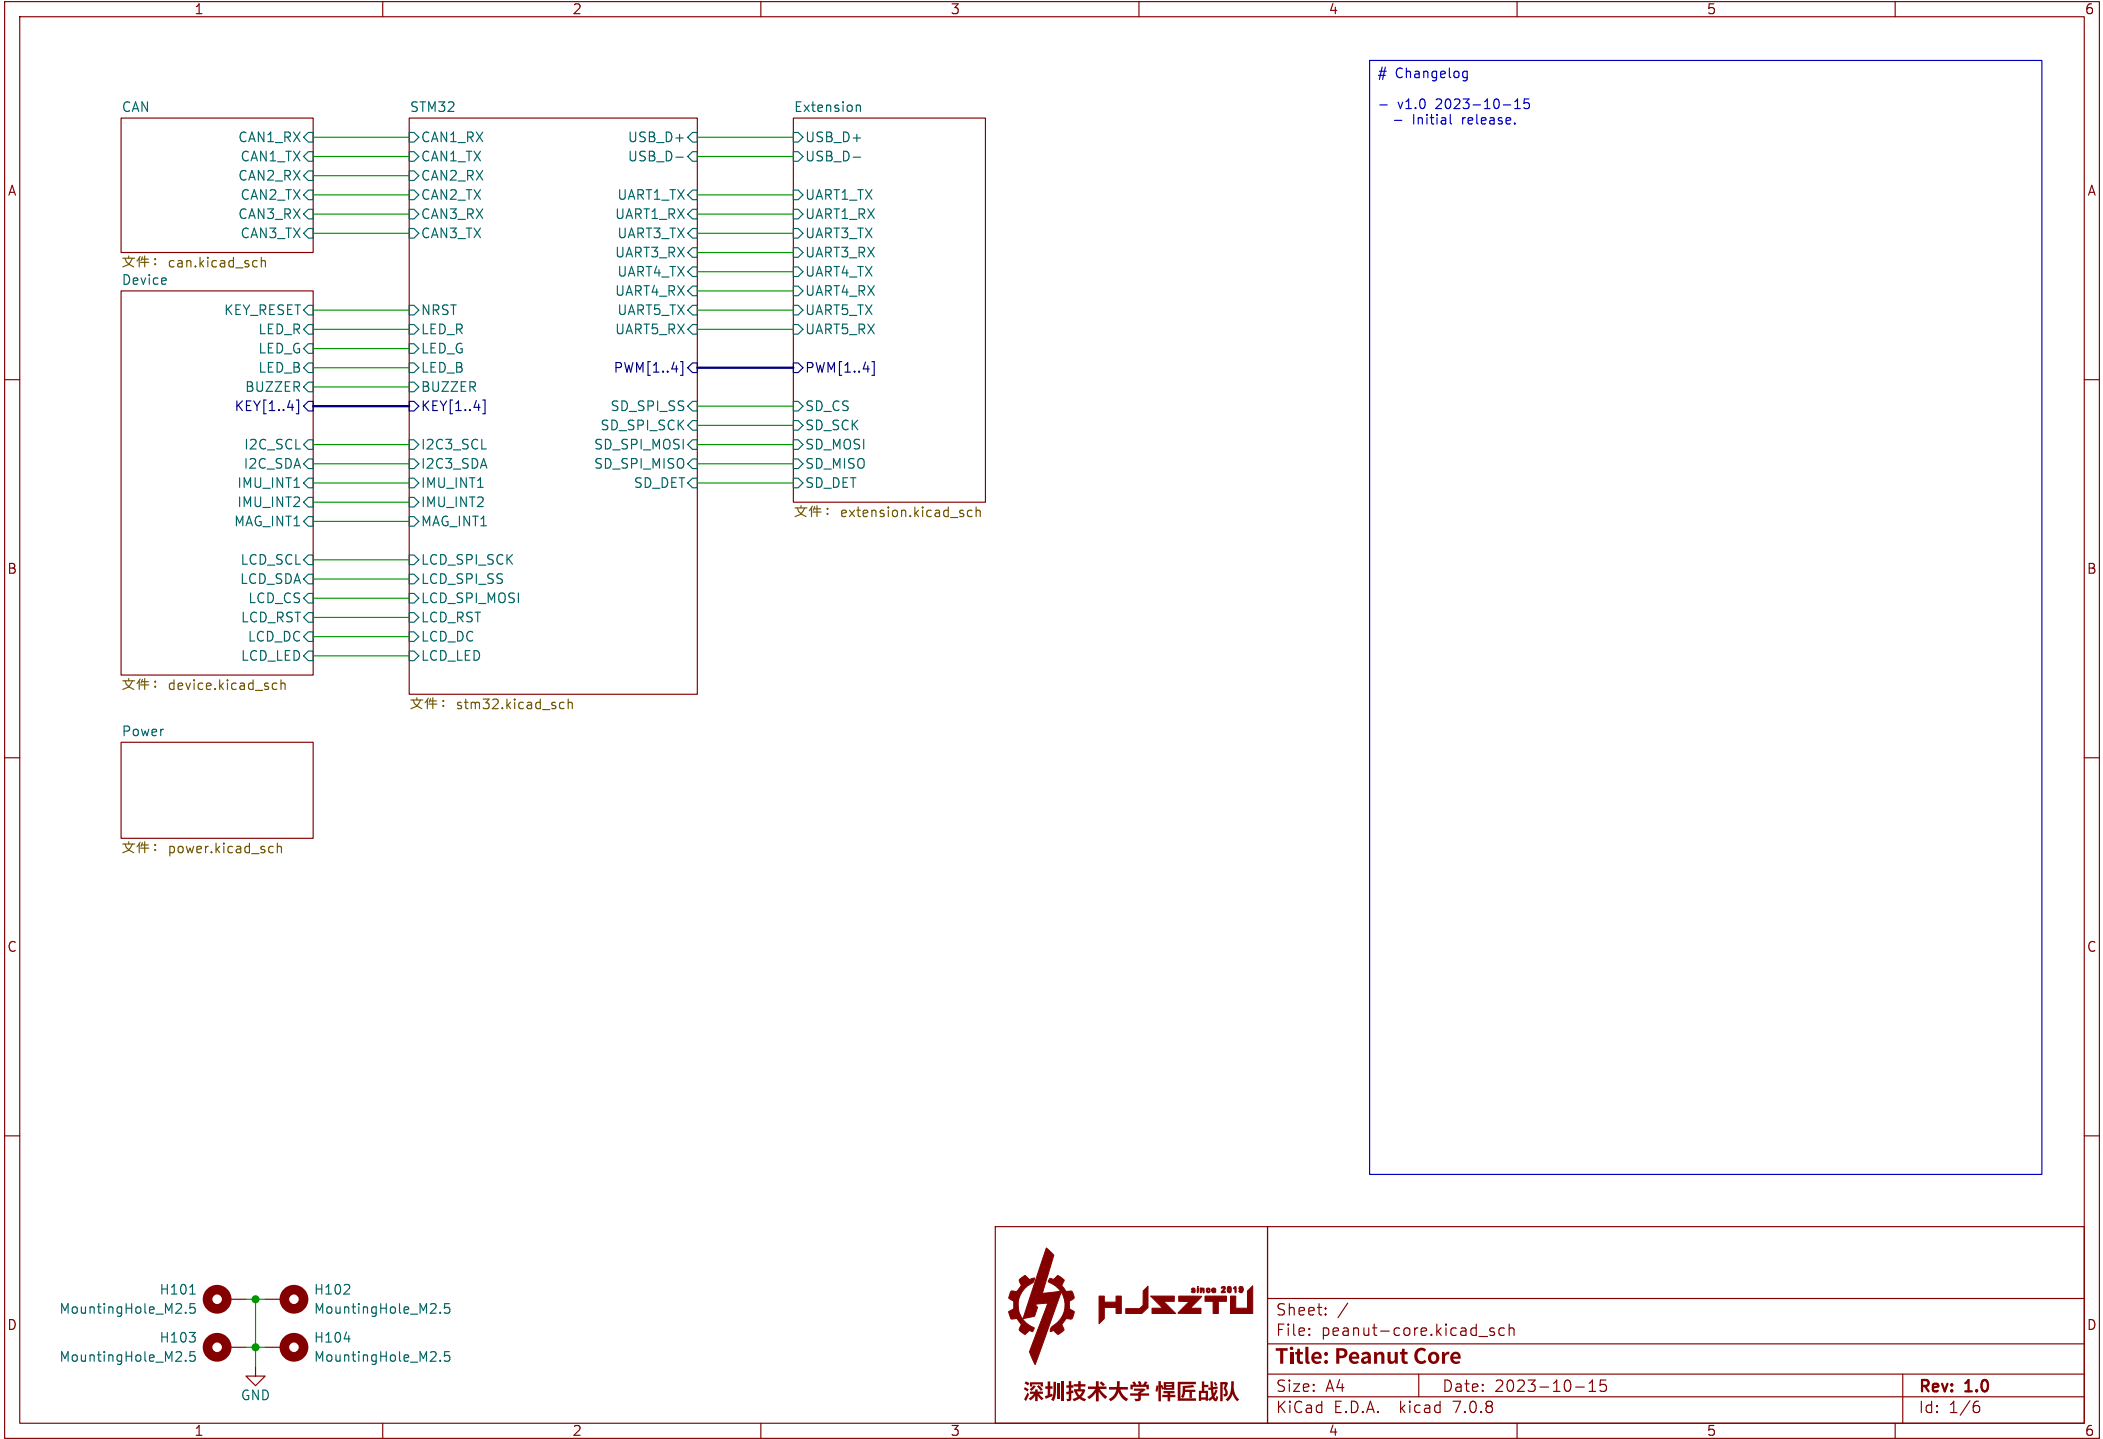 1 2 3 4 5 6
A A
B B
C C
D D
CAN
CAN1_RX
CAN1_TX
CAN2_RX
CAN2_TX
CAN3_RX
CAN3_TX
文件: can.kicad_sch
Device
KEY_RESET
LED_R
LED_G
LED_B
BUZZER
KEY[1..4]
I2C_SCL
I2C_SDA
IMU_INT1
IMU_INT2
MAG_INT1
LCD_SCL
LCD_SDA
LCD_CS
LCD_RST
LCD_DC
LCD_LED
文件: device.kicad_sch
Power
文件: power.kicad_sch
STM32
CAN1_RX
CAN1_TX
CAN2_RX
CAN2_TX
CAN3_RX
CAN3_TX
NRST
LED_R
LED_G
LED_B
BUZZER
KEY[1..4]
I2C3_SCL
I2C3_SDA
IMU_INT1
IMU_INT2
MAG_INT1
LCD_SPI_SCK
LCD_SPI_SS
LCD_SPI_MOSI
LCD_RST
LCD_DC
LCD_LED
USB_D+
USB_D-
UART1_TX
UART1_RX
UART3_TX
UART3_RX
UART4_TX
UART4_RX
UART5_TX
UART5_RX
PWM[1..4]
SD_SPI_SS
SD_SPI_SCK
SD_SPI_MOSI
SD_SPI_MISO
SD_DET
文件: stm32.kicad_sch
Extension
USB_D+
USB_D-
UART1_TX
UART1_RX
UART3_TX
UART3_RX
UART4_TX
UART4_RX
UART5_TX
UART5_RX
PWM[1..4]
SD_CS
SD_SCK
SD_MOSI
SD_MISO
SD_DET
文件: extension.kicad_sch
# Changelog
- v1.0 2023-10-15
- Initial release.
H101
MountingHole_M2.5
H102
MountingHole_M2.5
H103
MountingHole_M2.5
H104
MountingHole_M2.5
GND
since 2019
HJSZTU
深圳技术大学 悍匠战队
Sheet: /
File: peanut-core.kicad_sch
Title: Peanut Core
Size: A4 Date: 2023-10-15 Rev: 1.0
KiCad E.D.A. kicad 7.0.8 Id: 1/6
1 2 3 4 5 6